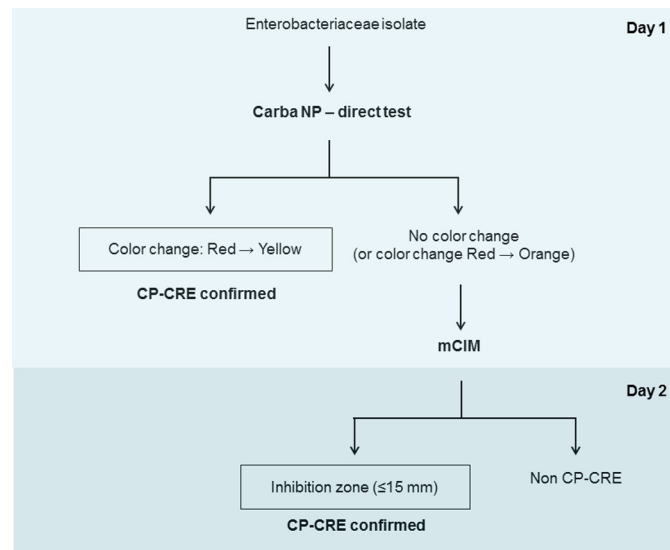 Enterobacteriaceae isolate
Day 1
Carba NP – direct test
Color change: Red → Yellow
CP-CRE confirmed
No color change
(or color change Red → Orange)
mCIM
Day 2
Inhibition zone (≤15 mm)
CP-CRE confirmed
Non CP-CRE